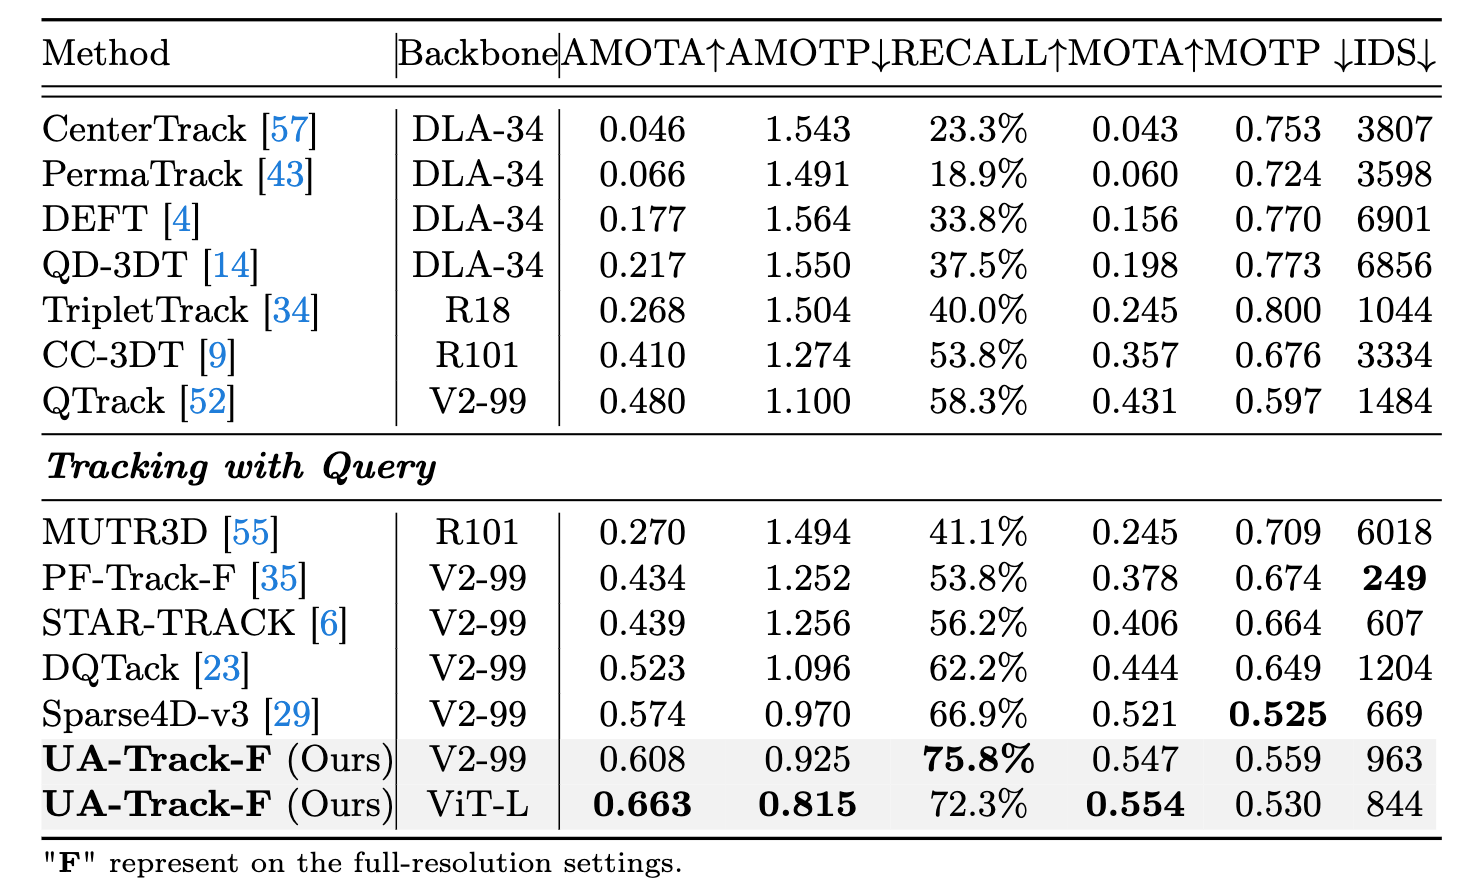 Method Backbone AMOTA↑ AMOTP↓ RECALL↑ MOTA↑ MOTP ↓ IDS↓
CenterTrack [57] DLA-34 0.046 1.543 23.3% 0.043 0.753 3807
PermaTrack [43] DLA-34 0.066 1.491 18.9% 0.060 0.724 3598
DEFT [4] DLA-34 0.177 1.564 33.8% 0.156 0.770 6901
QD-3DT [14] DLA-34 0.217 1.550 37.5% 0.198 0.773 6856
TripletTrack [34] R18 0.268 1.504 40.0% 0.245 0.800 1044
CC-3DT [9] R101 0.410 1.274 53.8% 0.357 0.676 3334
QTrack [52] V2-99 0.480 1.100 58.3% 0.431 0.597 1484
Tracking with Query
MUTR3D [55] R101 0.270 1.494 41.1% 0.245 0.709 6018
PF-Track-F [35] V2-99 0.434 1.252 53.8% 0.378 0.674 249
STAR-TRACK [6] V2-99 0.439 1.256 56.2% 0.406 0.664 607
DQTack [23] V2-99 0.523 1.096 62.2% 0.444 0.649 1204
Sparse4D-v3 [29] V2-99 0.574 0.970 66.9% 0.521 0.525 669
UA-Track-F (Ours) V2-99 0.608 0.925 75.8% 0.547 0.559 963
UA-Track-F (Ours) ViT-L 0.663 0.815 72.3% 0.554 0.530 844
"F" represent on the full-resolution settings.